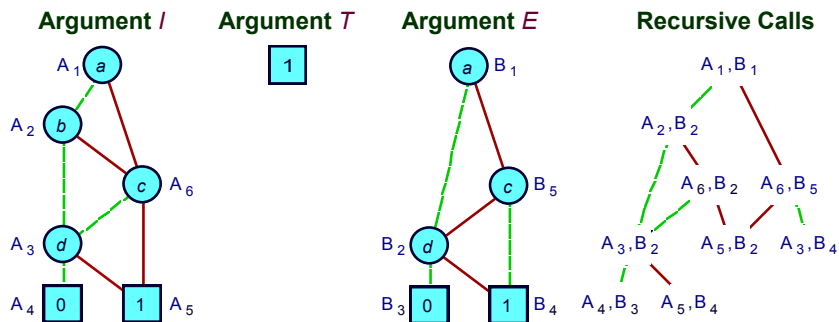 Argument I Argument T Argument E Recursive Calls
A1 a 1 a B1 A1,B1
A2 b A2,B2
c A6 c B5 A6,B2 A6,B5
A3 d B2 d A3,B2 A5,B2 A3,B4
A4 0 1 A5 B3 0 1 B4 A4,B3 A5,B4